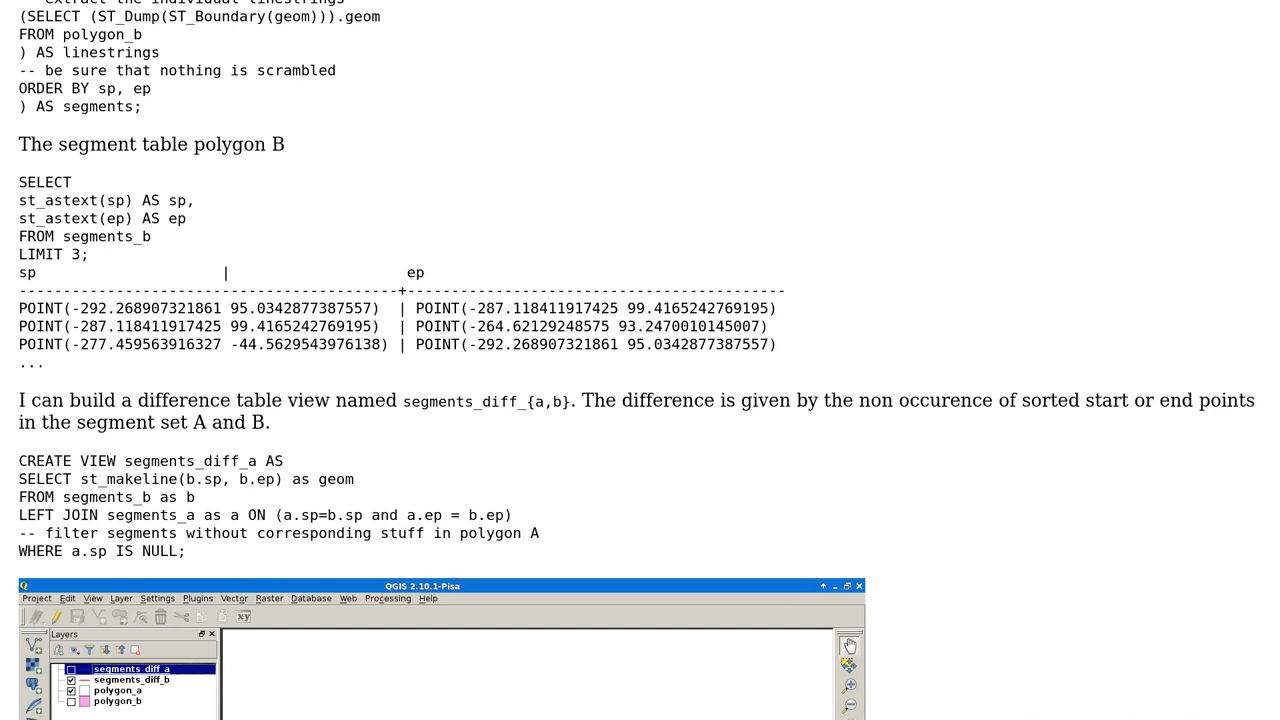 (SELECT (ST_Dump(ST_Boundary(geom))).geom
FROM polygon_b
) AS linestrings
-- be sure that nothing is scrambled
ORDER BY sp, ep
) AS segments;
The segment table polygon B
SELECT
st_astext(sp) AS sp,
st_astext(ep) AS ep
FROM segments_b
LIMIT 3;
sp | ep
-------------------------------------------+-------------------------------------------
POINT(-292.268907321861 95.0342877387557) | POINT(-287.118411917425 99.4165242769195)
POINT(-287.118411917425 99.4165242769195) | POINT(-264.62129248575 93.2470010145007)
POINT(-277.459563916327 -44.5629543976138) | POINT(-292.268907321861 95.0342877387557)
...
I can build a difference table view named segments_diff_{a,b}. The difference is given by the non occurence of sorted start or end points
in the segment set A and B.
CREATE VIEW segments_diff_a AS
SELECT st_makeline(b.sp, b.ep) as geom
FROM segments_b as b
LEFT JOIN segments_a as a ON (a.sp=b.sp and a.ep = b.ep)
-- filter segments without corresponding stuff in polygon A
WHERE a.sp IS NULL;
QGIS 2.10.1-Pisa
Project Edit View Layer Settings Plugins Vector Raster Database Web Processing Help
Layers
segments_diff_a
segments_diff_b
polygon_a
polygon_b